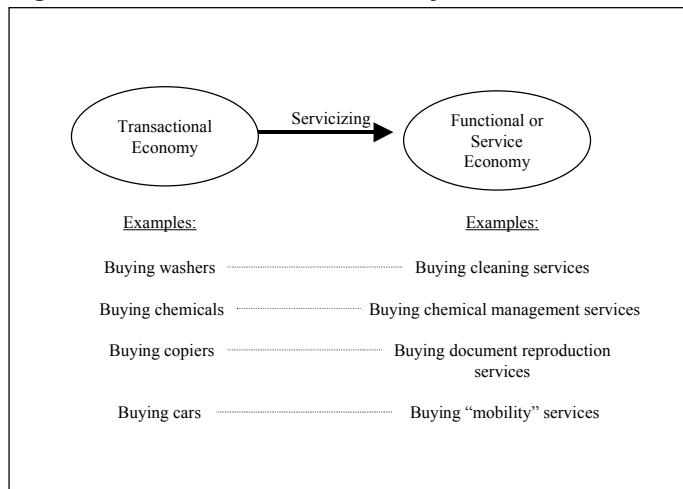 Servicizing
Transactional
Economy
Functional or
Service
Economy
Examples:
Examples:
Buying washers
Buying cleaning services
Buying chemicals
Buying chemical management services
Buying copiers
Buying document reproduction
services
Buying cars
Buying “mobility” services